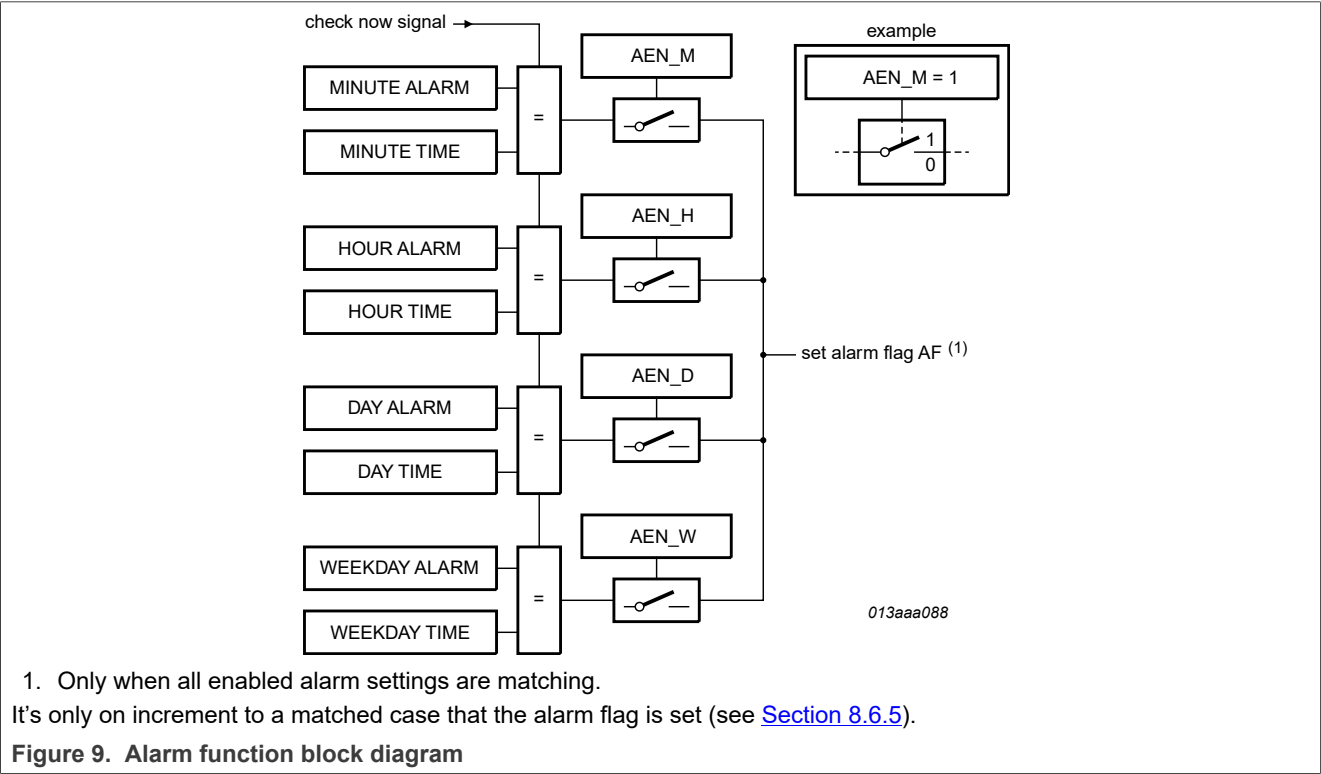 check now signal
example
AEN_M
MINUTE ALARM
AEN_M = 1
=
MINUTE TIME
1
0
AEN_H
HOUR ALARM
=
HOUR TIME
set alarm flag AF (1)
AEN_D
DAY ALARM
=
DAY TIME
AEN_W
WEEKDAY ALARM
=
WEEKDAY TIME
013aaa088
1. Only when all enabled alarm settings are matching.
It’s only on increment to a matched case that the alarm flag is set (see Section 8.6.5).
Figure 9. Alarm function block diagram